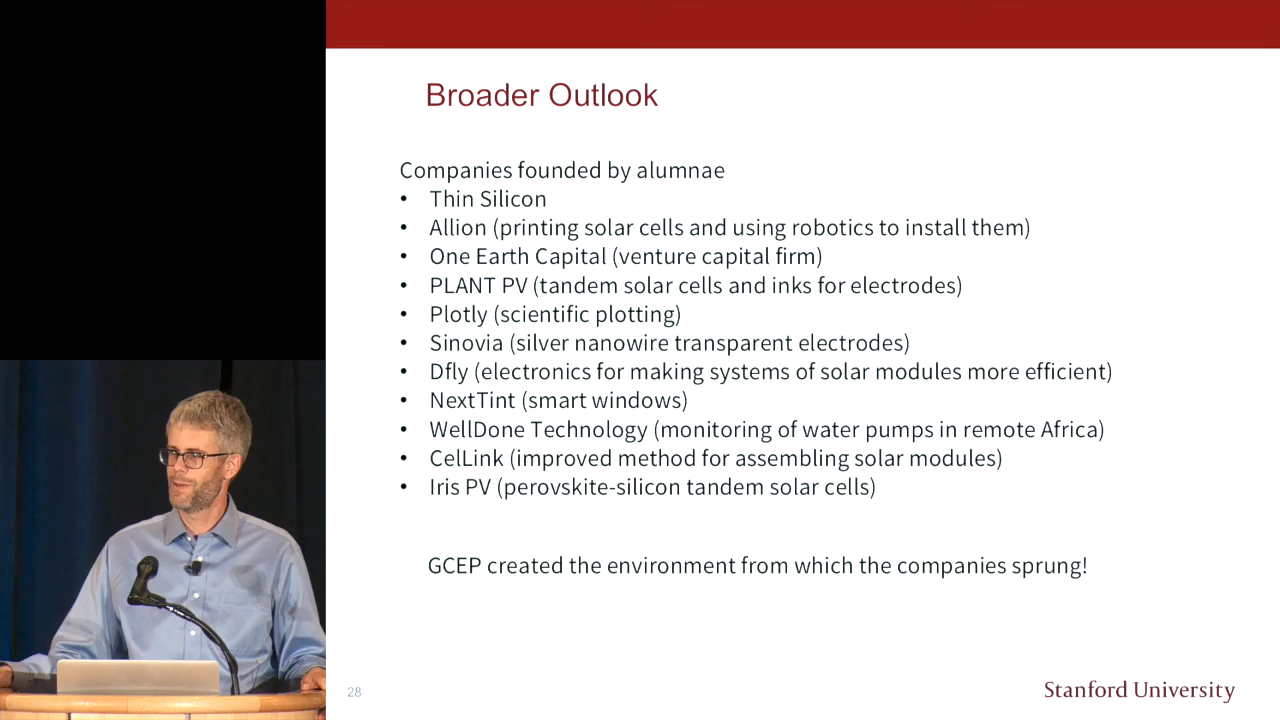 Broader Outlook
Companies founded by alumnae
• Thin Silicon
• Allion (printing solar cells and using robotics to install them)
• One Earth Capital (venture capital firm)
• PLANT PV (tandem solar cells and inks for electrodes)
• Plotly (scientific plotting)
• Sinovia (silver nanowire transparent electrodes)
• Dfly (electronics for making systems of solar modules more efficient)
• NextTint (smart windows)
• WellDone Technology (monitoring of water pumps in remote Africa)
• CelLink (improved method for assembling solar modules)
• Iris PV (perovskite-silicon tandem solar cells)
GCEP created the environment from which the companies sprung!
28
Stanford University